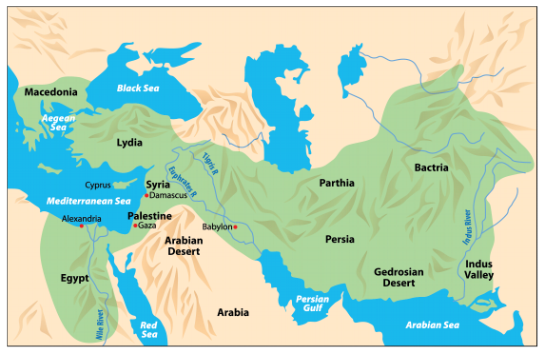 Black Sea
Macedonia
Aegean
Sea
Lydia
Parthia
Bactria
Tigris R
Euphrates R
Cyprus
Syria
Damascus
Mediterranean Sea
Alexandria
Palestine
Gaza
Babylon
Arabian
Desert
Persia
Indus River
Egypt
Gedrosian
Desert
Indus
Valley
Nile River
Red
Sea
Arabia
Persian
Gulf
Arabian Sea